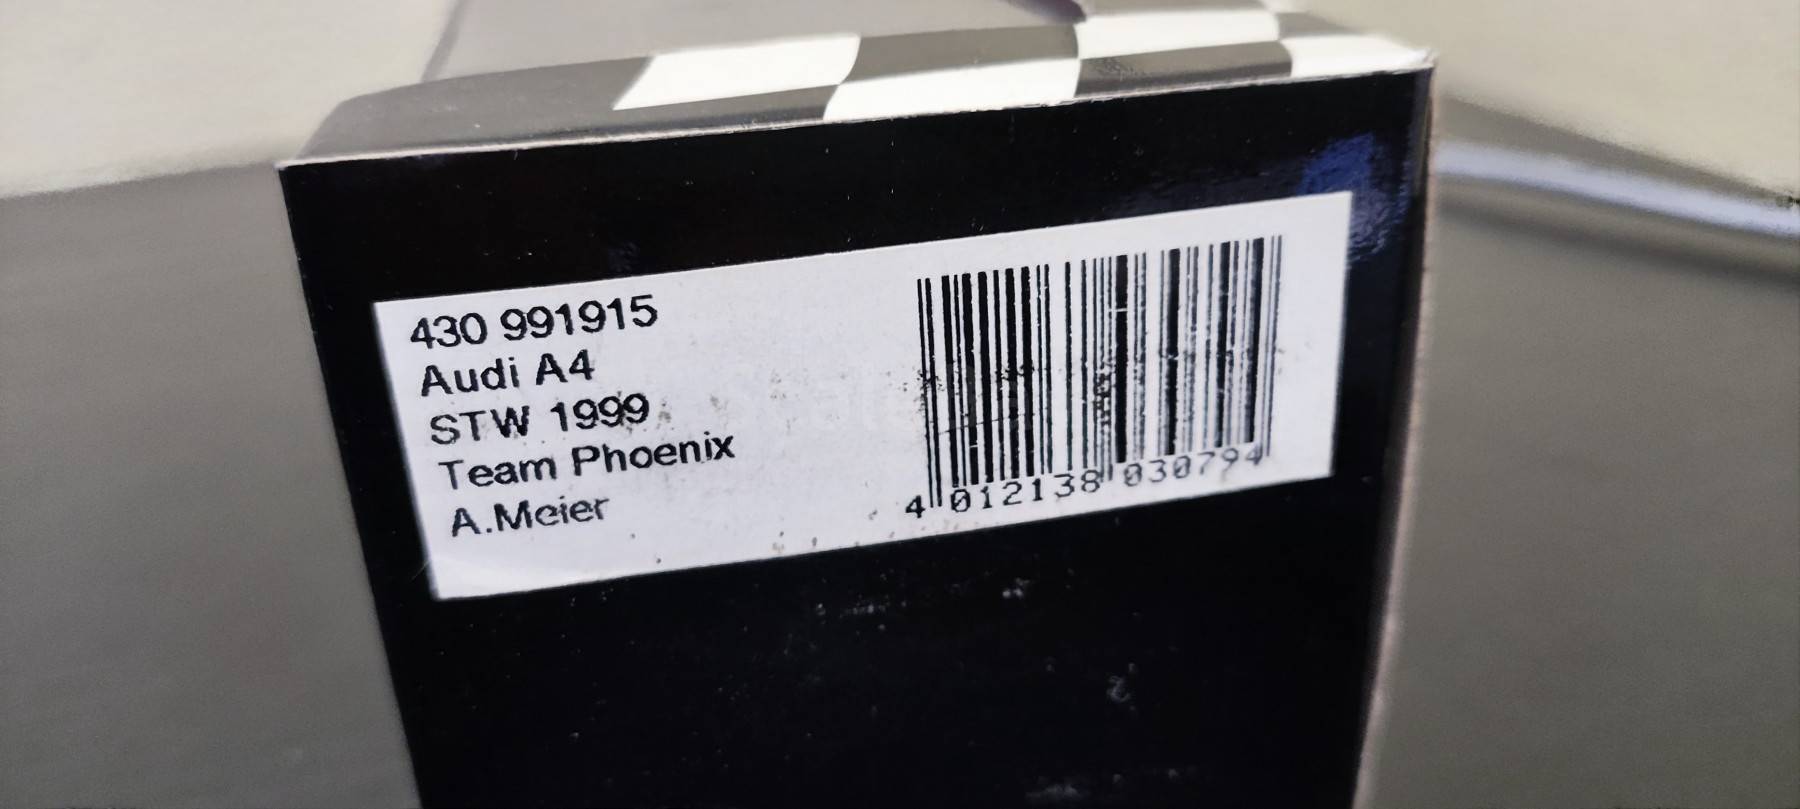 430 991915
Audi A4
STW 1999
Team Phoenix
A.Meier
4 012138 030794